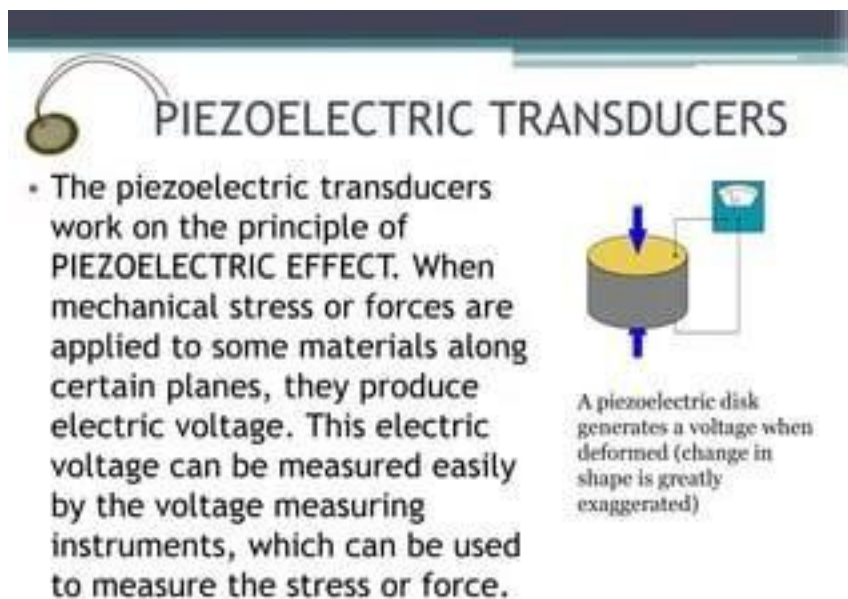 PIEZOELECTRIC TRANSDUCERS
• The piezoelectric transducers
work on the principle of
PIEZOELECTRIC EFFECT. When
mechanical stress or forces are
applied to some materials along
certain planes, they produce
electric voltage. This electric
voltage can be measured easily
by the voltage measuring
instruments, which can be used
to measure the stress or force.
A piezoelectric disk
generates a voltage when
deformed (change in
shape is greatly
exaggerated)